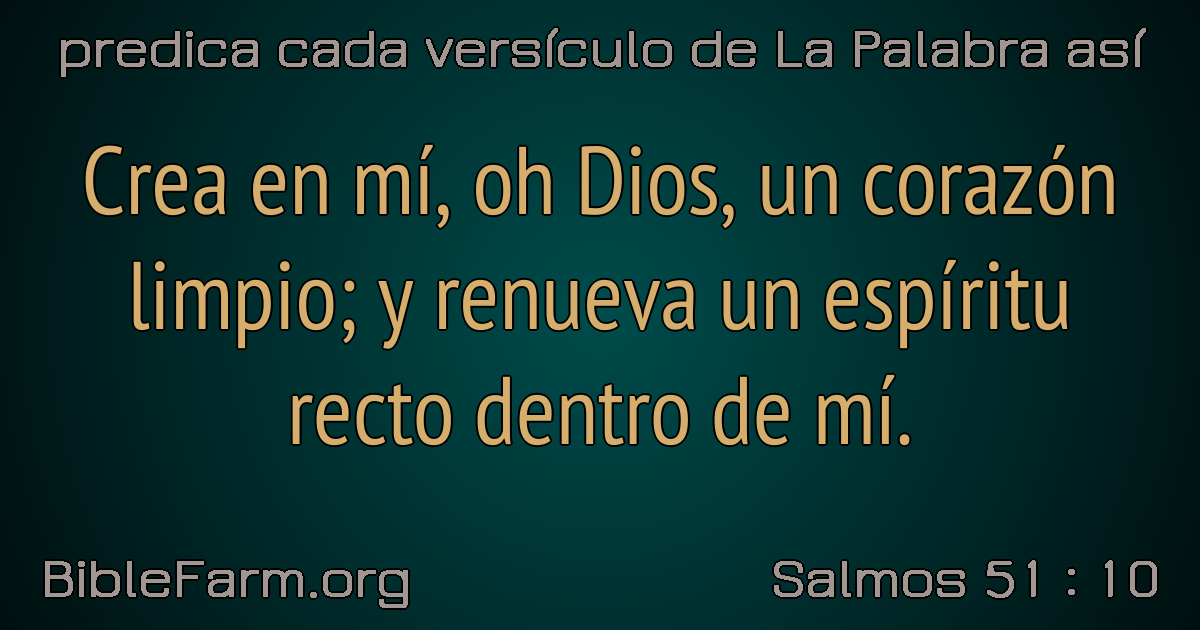 predica cada versículo de La Palabra así
Crea en mí, oh Dios, un corazón
limpio; y renueva un espíritu
recto dentro de mí.
BibleFarm.org
Salmos 51 : 10